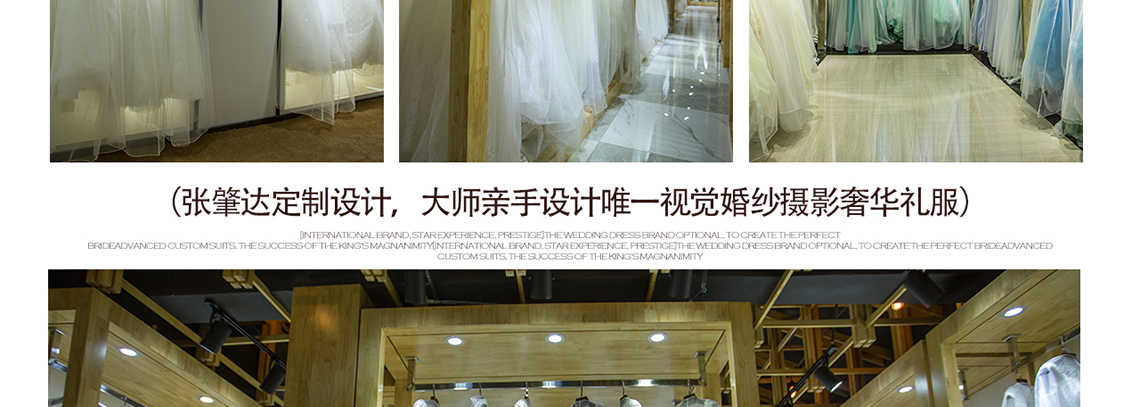 （张肇达定制设计，大师亲手设计唯一视觉婚纱摄影奢华礼服）
[INTERNATIONAL BRAND, STAR EXPERIENCE, PRESTIGE]THE WEDDING DRESS BRAND OPTIONAL, TO CREATE THE PERFECT
BRIDEADVANCED CUSTOM SUITS, THE SUCCESS OF THE KING'S MAGNANIMITY[INTERNATIONAL BRAND, STAR EXPERIENCE, PRESTIGE]THE WEDDING DRESS BRAND OPTIONAL, TO CREATE THE PERFECT BRIDEADVANCED
CUSTOM SUITS, THE SUCCESS OF THE KING'S MAGNANIMITY